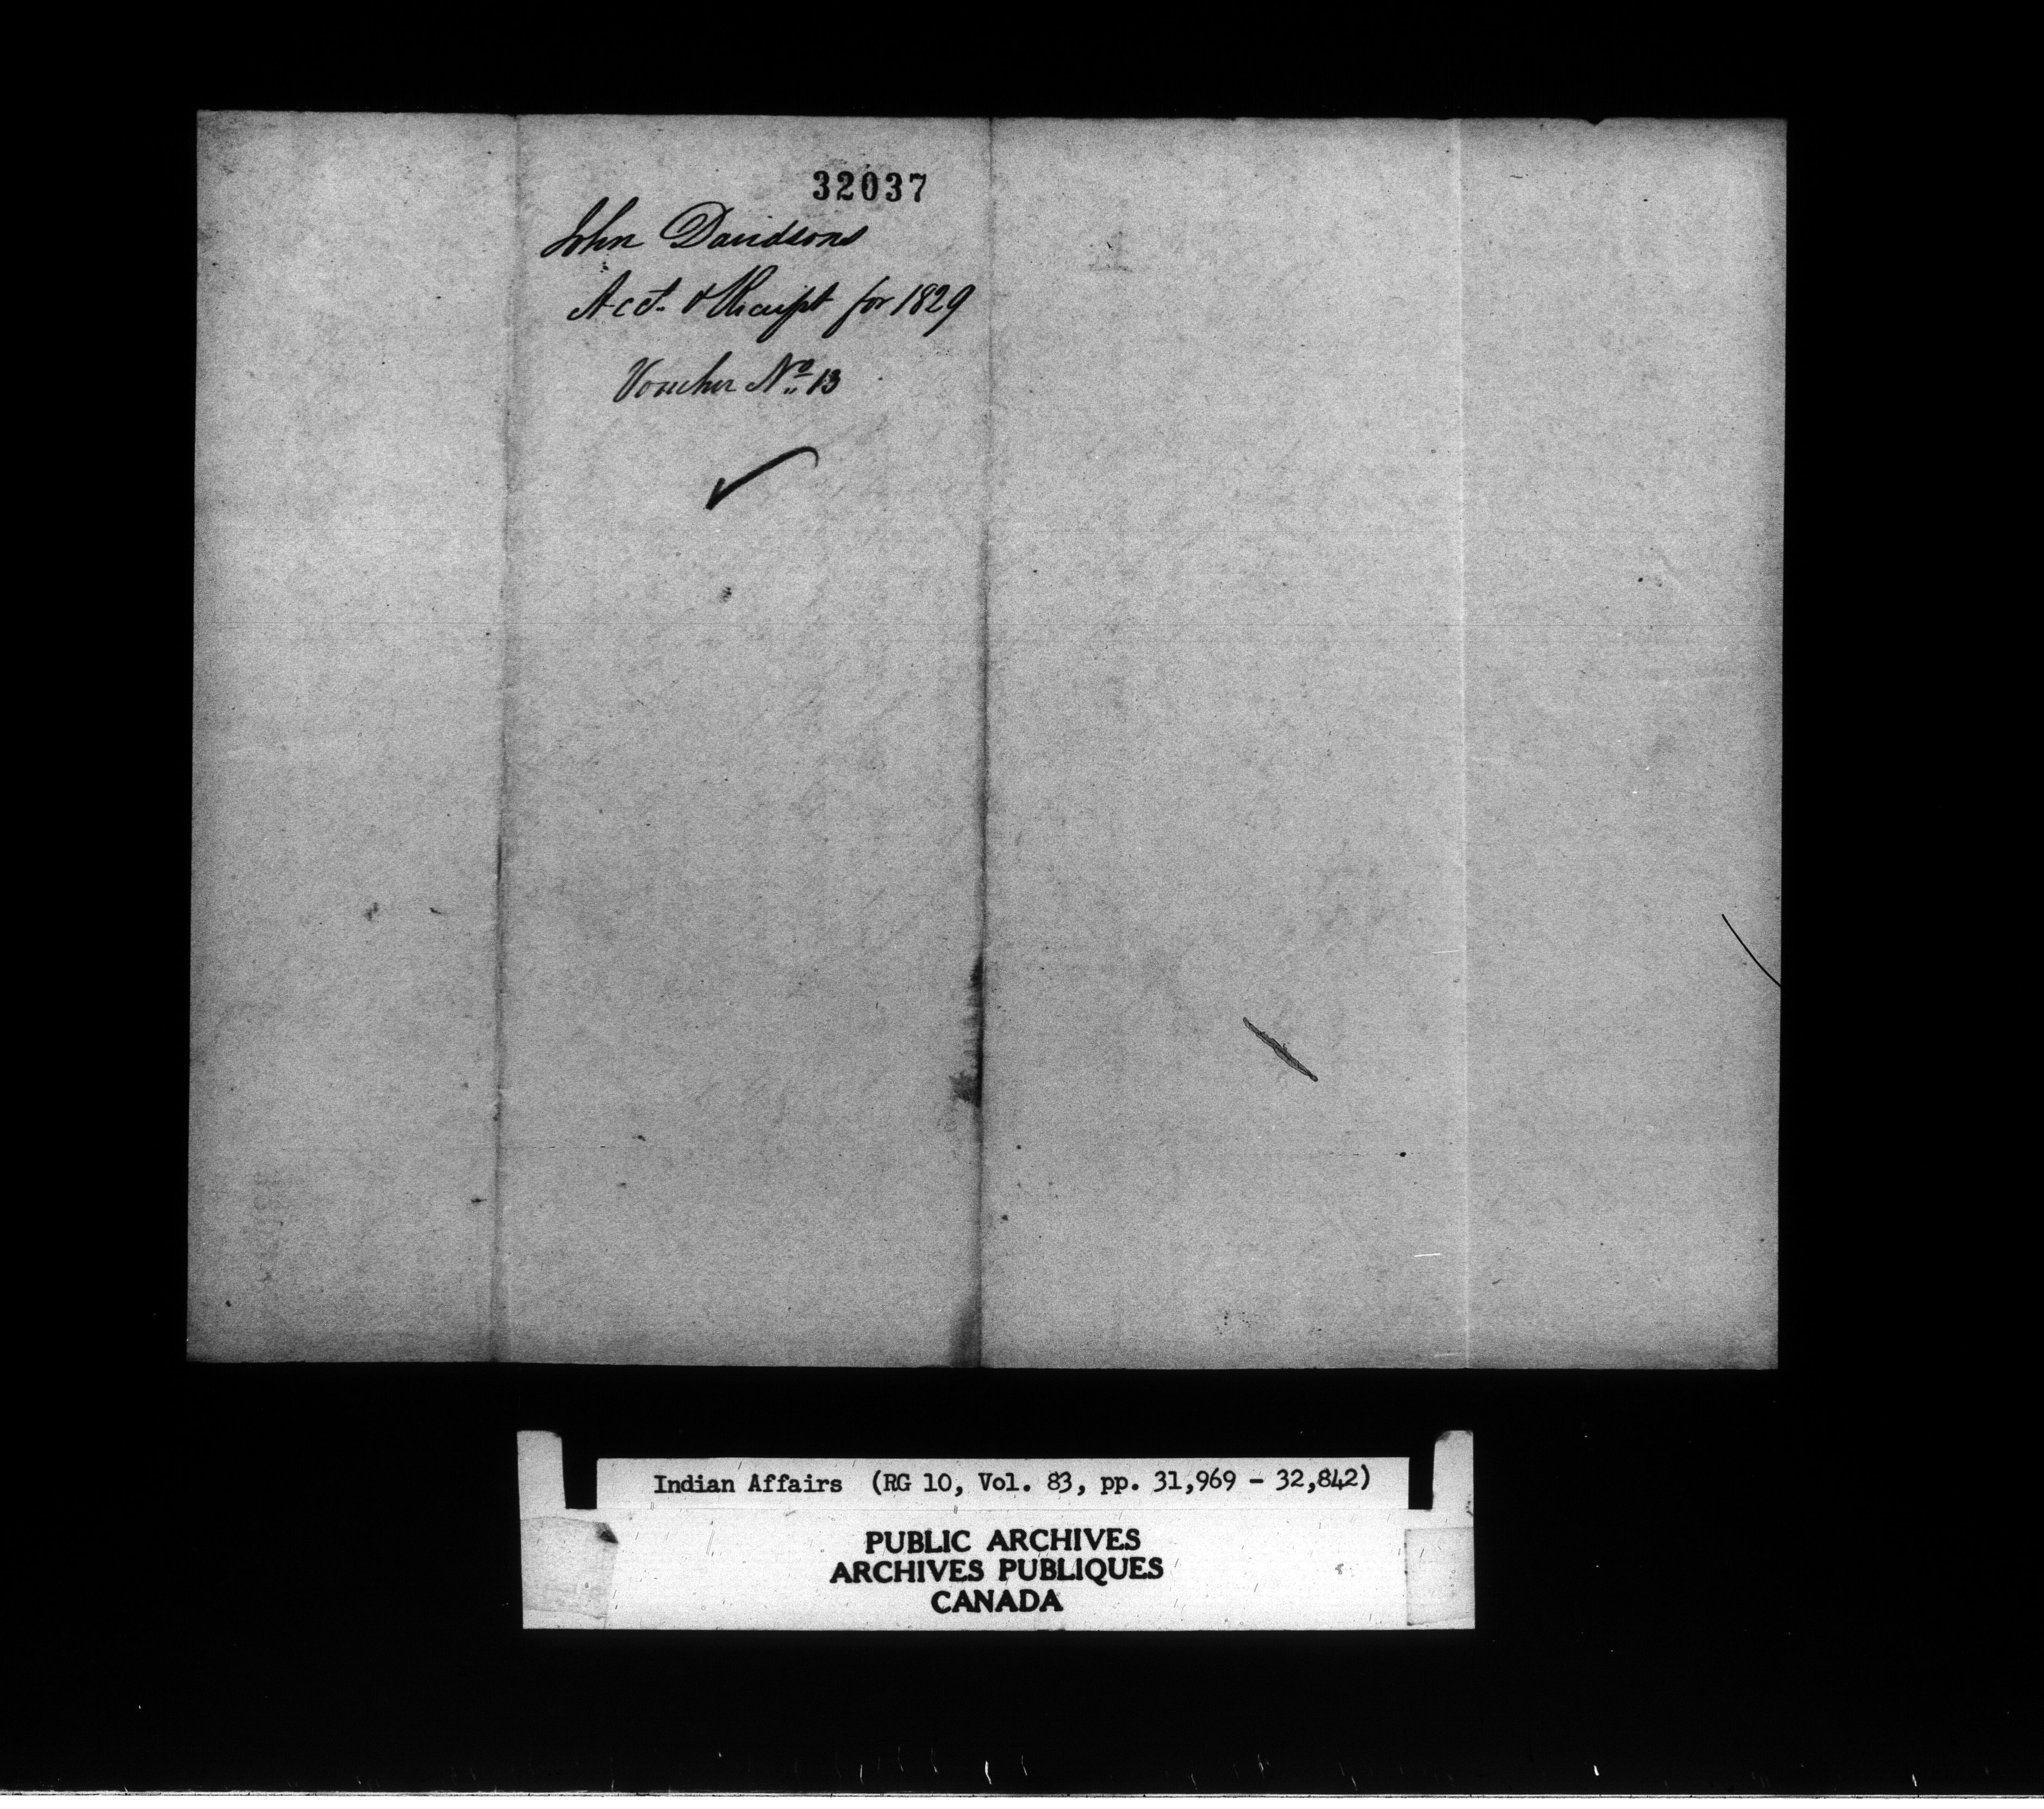 32037
John Davidsons
Acct. & Receipt for 1829
Voucher No. 13
Indian Affairs (RG 10, Vol. 83, pp. 31,969 - 32,842)
PUBLIC ARCHIVES
ARCHIVES PUBLIQUES
CANADA